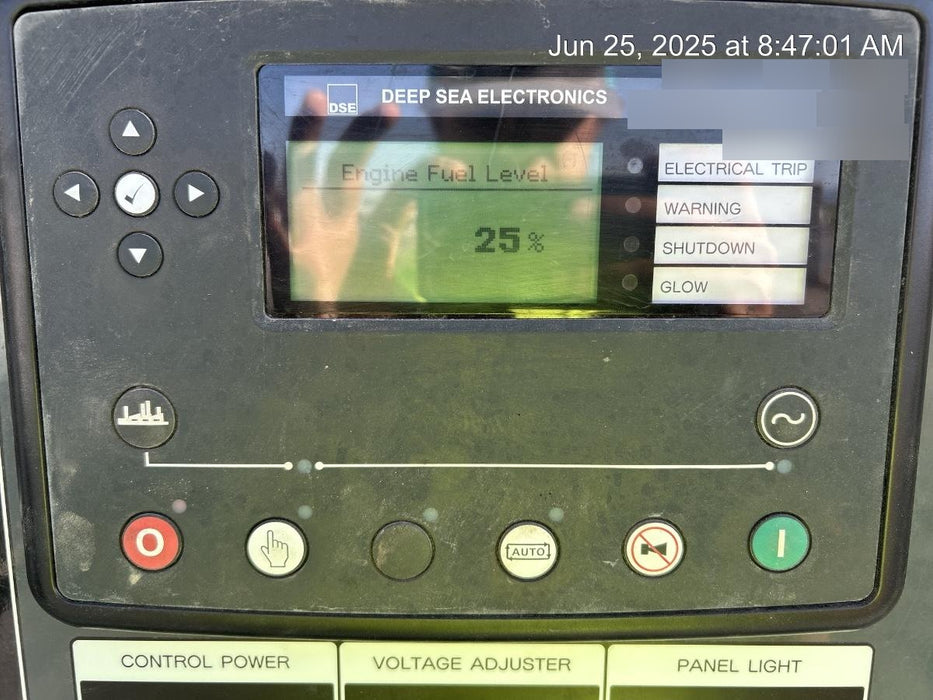 Jun 25, 2025 at 8:47:01 AM
DSE
DEEP SEA ELECTRONICS
Engine Fuel Level
25%
ELECTRICAL TRIP
WARNING
SHUTDOWN
GLOW
O
AUTO
I
CONTROL POWER
VOLTAGE ADJUSTER
PANEL LIGHT